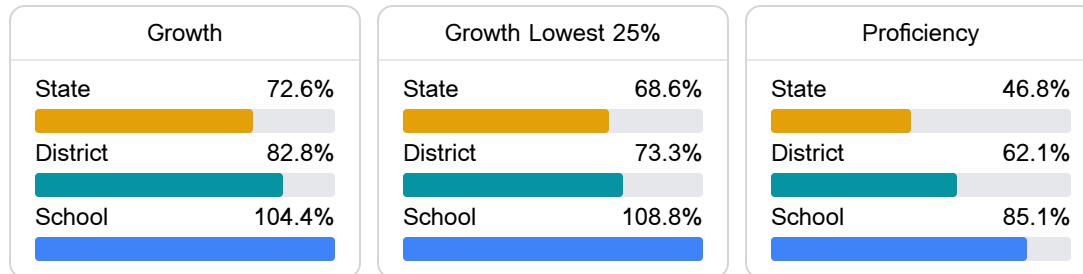 Growth
State 72.6%
District 82.8%
School 104.4%
Growth Lowest 25%
State 68.6%
District 73.3%
School 108.8%
Proficiency
State 46.8%
District 62.1%
School 85.1%